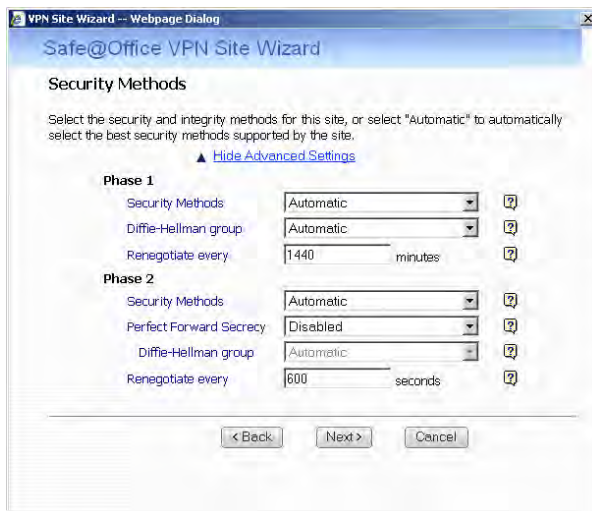 VPN Site Wizard -- Webpage Dialog
Safe@Office VPN Site Wizard
Security Methods
Select the security and integrity methods for this site, or select "Automatic" to automatically
select the best security methods supported by the site.
▲ Hide Advanced Settings
Phase 1
Security Methods Automatic ?
Diffie-Hellman group Automatic ?
Renegotiate every 1440 minutes ?
Phase 2
Security Methods Automatic ?
Perfect Forward Secrecy Disabled ?
Diffie-Hellman group Automatic ?
Renegotiate every 600 seconds ?
< Back Next > Cancel